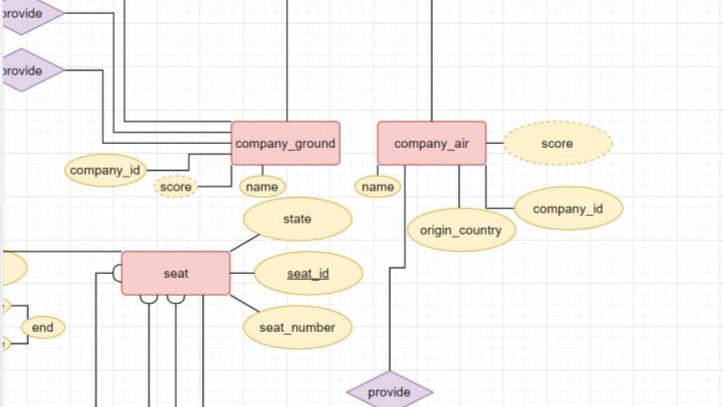 provide
provide
company_ground
company_air
score
company_id
score
name
name
company_id
state
origin_country
seat
seat_id
end
seat_number
provide